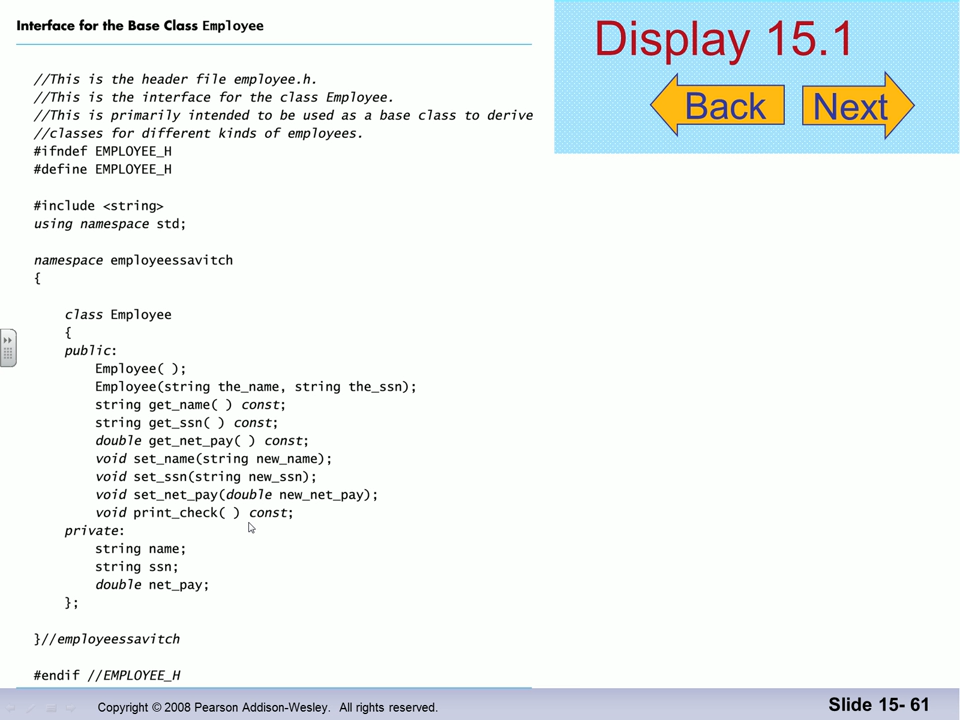 Interface for the Base Class Employee
Display 15.1
Back
Next
//This is the header file employee.h.
//This is the interface for the class Employee.
//This is primarily intended to be used as a base class to derive
//classes for different kinds of employees.
#ifndef EMPLOYEE_H
#define EMPLOYEE_H
#include <string>
using namespace std;
namespace employeessavitch
{
class Employee
{
public:
Employee( );
Employee(string the_name, string the_ssn);
string get_name( ) const;
string get_ssn( ) const;
double get_net_pay( ) const;
void set_name(string new_name);
void set_ssn(string new_ssn);
void set_net_pay(double new_net_pay);
void print_check( ) const;
private:
string name;
string ssn;
double net_pay;
};
}//employeessavitch
#endif //EMPLOYEE_H
Copyright © 2008 Pearson Addison-Wesley. All rights reserved.
Slide 15- 61